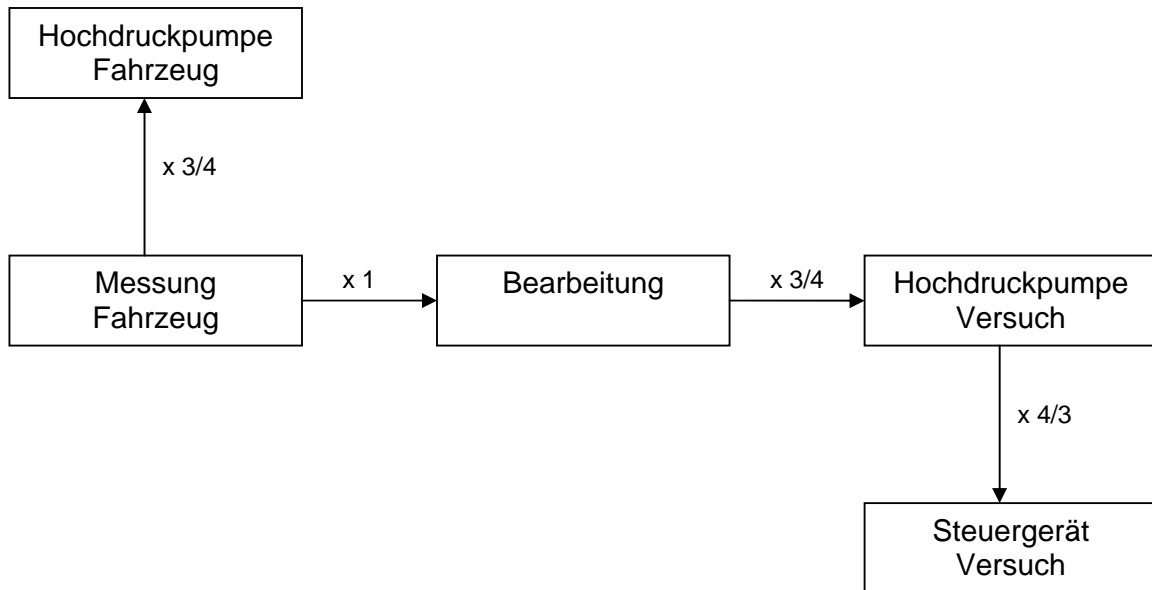 Hochdruckpumpe
Fahrzeug
x 3/4
Messung
Fahrzeug
x 1
Bearbeitung
x 3/4
Hochdruckpumpe
Versuch
x 4/3
Steuergerät
Versuch